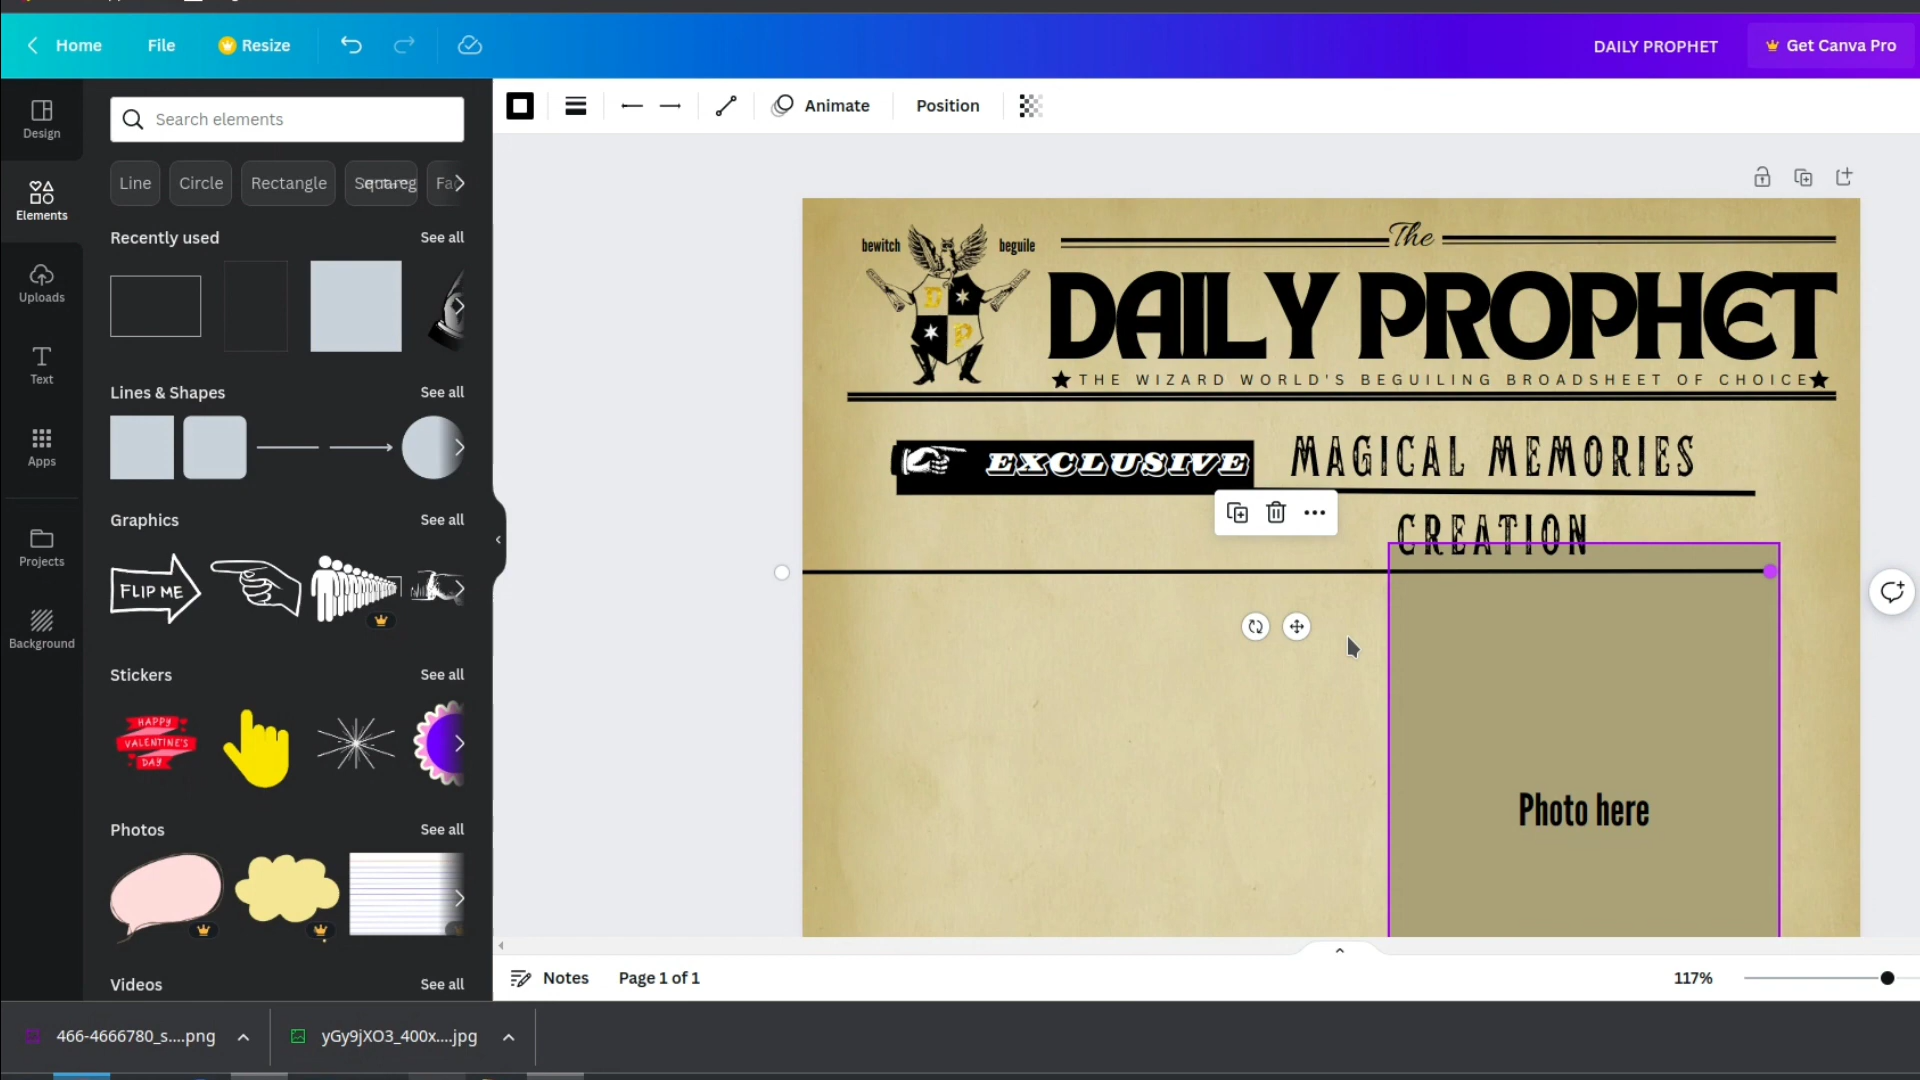 Home File Resize DAILY PROPHET Get Canva Pro
Design
Elements
Uploads
Text
Apps
Projects
Background
Search elements
Line Circle Rectangle
Recently used See all
Lines & Shapes See all
Graphics See all
FLIP ME
Stickers See all
HAPPY
VALENTINE'S
DAY
Photos See all
Videos See all
Animate Position
bewitch beguile The
D
P
DAILY PROPHET
THE WIZARD WORLD'S BEGUILING BROADSHEET OF CHOICE
EXCLUSIVE MAGICAL MEMORIES
CREATION
Photo here
Notes Page 1 of 1 117%
466-4666780_s....png yGy9jXO3_400x....jpg